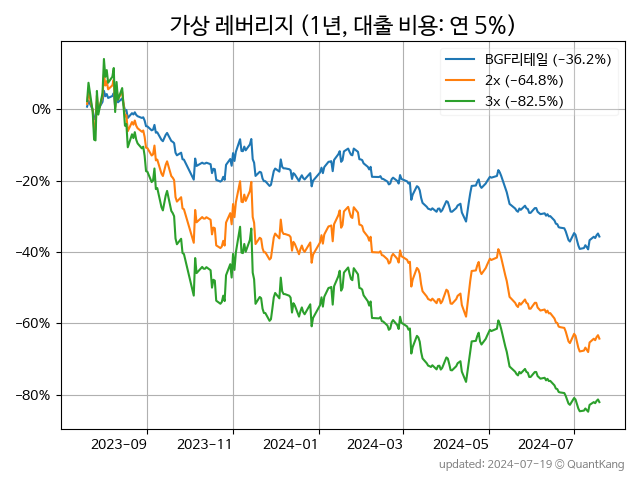 가상 레버리지 (1년, 대출 비용: 연 5%)
BGF리테일 (−36.2%)
2x (−64.8%)
3x (−82.5%)
0%
−20%
−40%
−60%
−80%
2023-09
2023-11
2024-01
2024-03
2024-05
2024-07
updated: 2024-07-19 © QuantKang